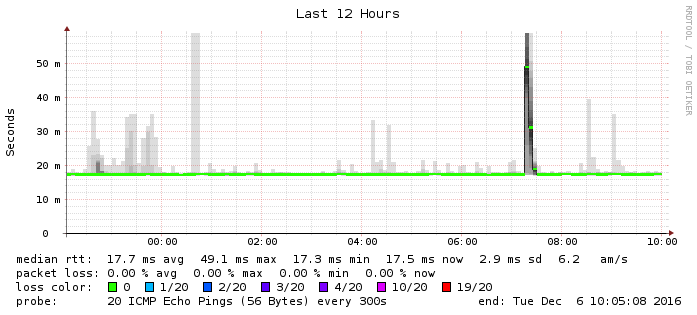 Last 12 Hours
RRDTOOL / TOBI OETIKER
Seconds
50 m
40 m
30 m
20 m
10 m
0
00:00 02:00 04:00 06:00 08:00 10:00
median rtt: 17.7 ms avg 49.1 ms max 17.3 ms min 17.5 ms now 2.9 ms sd 6.2 am/s
packet loss: 0.00 % avg 0.00 % max 0.00 % min 0.00 % now
loss color: 0 1/20 2/20 3/20 4/20 10/20 19/20
probe: 20 ICMP Echo Pings (56 Bytes) every 300s end: Tue Dec 6 10:05:08 2016